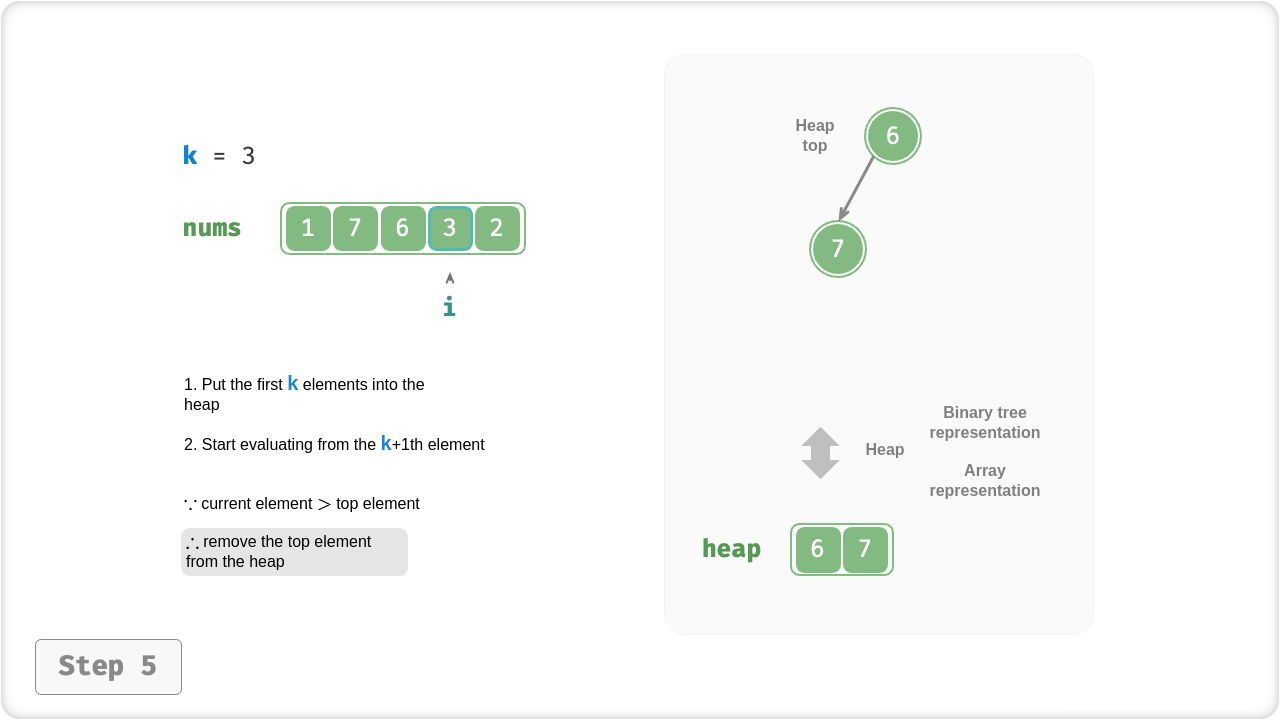 k = 3
nums 1 7 6 3 2
i
1. Put the first k elements into the
heap
2. Start evaluating from the k+1th element
∵ current element > top element
∴ remove the top element
from the heap
Step 5
Heap
top
6
7
Binary tree
representation
Heap
Array
representation
heap 6 7